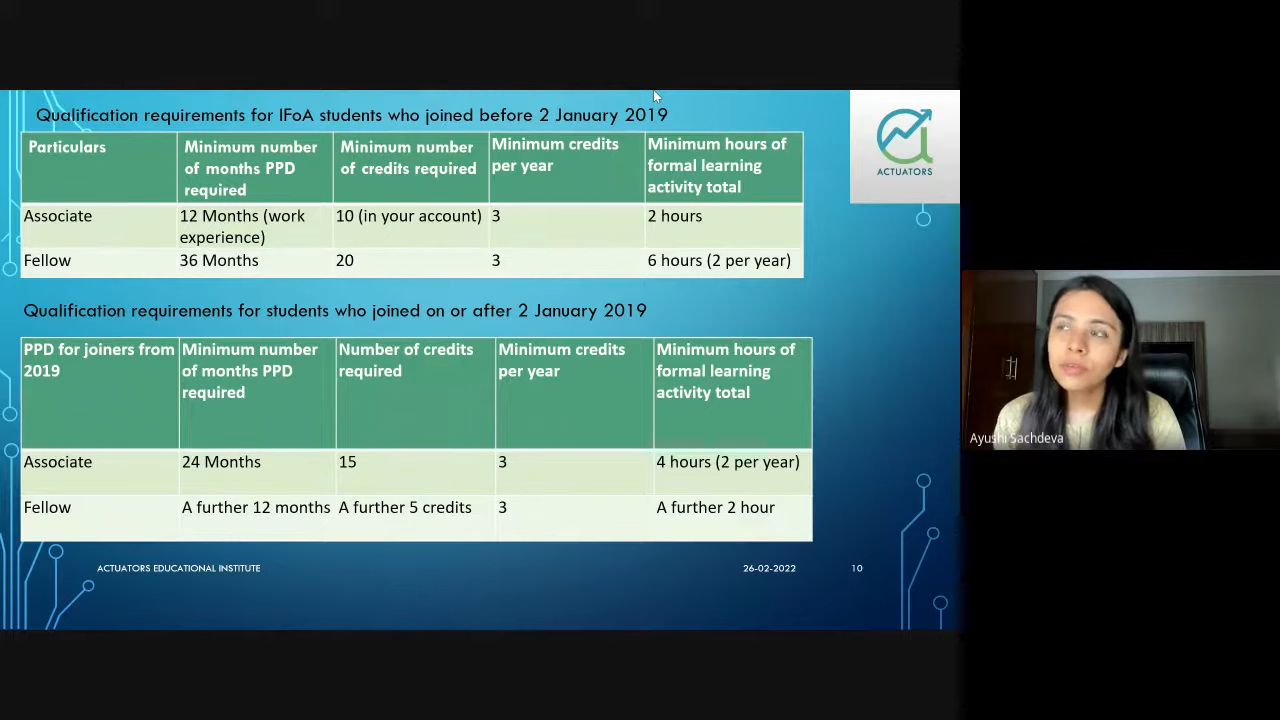 Qualification requirements for IFoA students who joined before 2 January 2019
ACTUATORS
Particulars
Minimum number
of months PPD
required
Minimum number
of credits required
Minimum credits
per year
Minimum hours of
formal learning
activity total
Associate
12 Months (work
experience)
10 (in your account)
3
2 hours
Fellow
36 Months
20
3
6 hours (2 per year)
Qualification requirements for students who joined on or after 2 January 2019
PPD for joiners from
2019
Minimum number
of months PPD
required
Number of credits
required
Minimum credits
per year
Minimum hours of
formal learning
activity total
Associate
24 Months
15
3
4 hours (2 per year)
Fellow
A further 12 months
A further 5 credits
3
A further 2 hour
ACTUATORS EDUCATIONAL INSTITUTE
26-02-2022
10
Ayushi Sachdeva